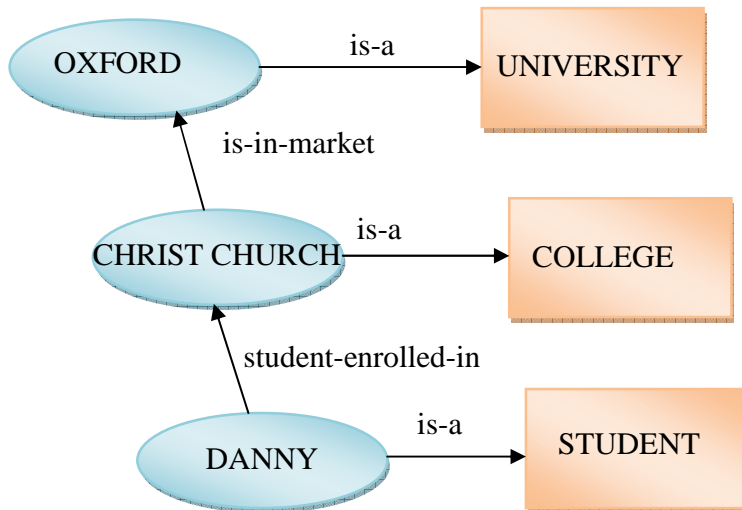 OXFORD
is-a
UNIVERSITY
is-in-market
CHRIST CHURCH
is-a
COLLEGE
student-enrolled-in
DANNY
is-a
STUDENT